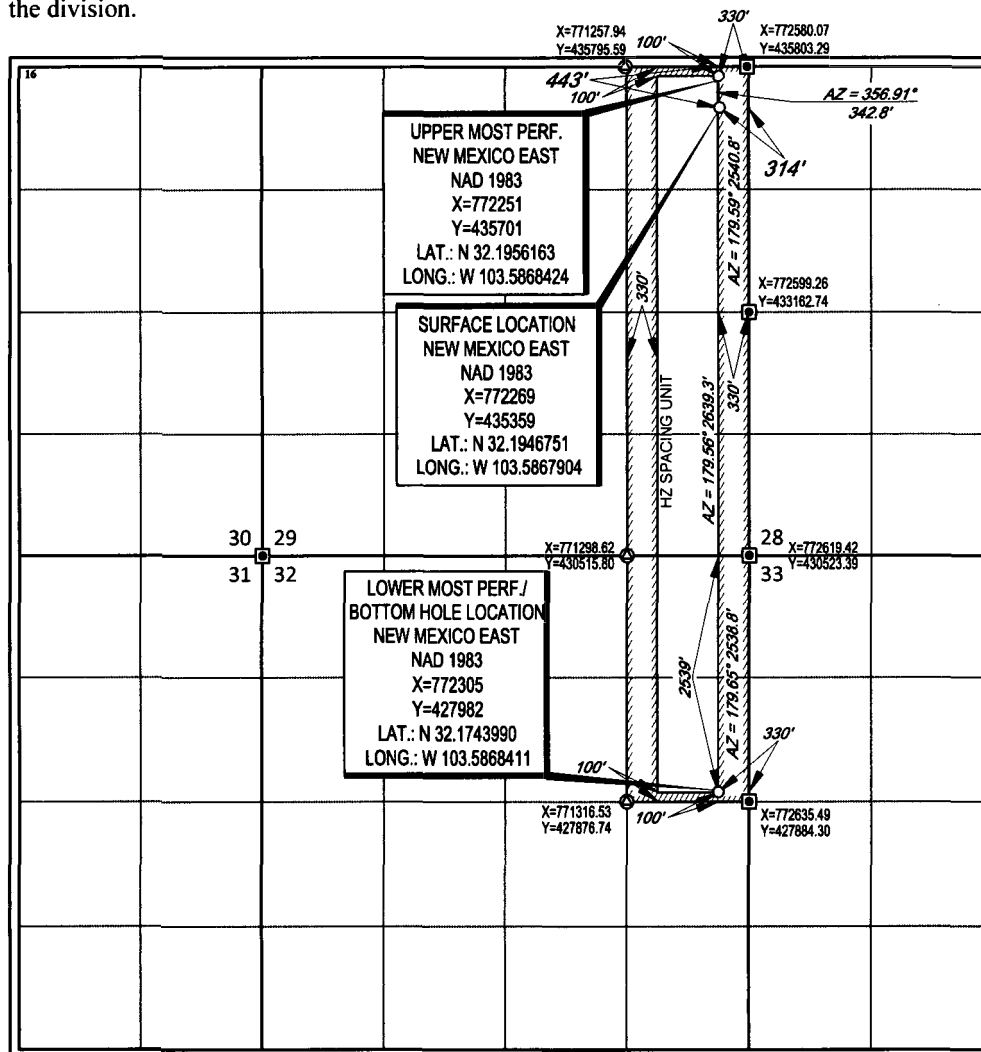 the division.
330'
X=771257.94
Y=435795.59
100'
X=772580.07
Y=435803.29
16
443'
100'
AZ = 356.91°
342.8'
UPPER MOST PERF.
NEW MEXICO EAST
NAD 1983
X=772251
Y=435701
LAT.: N 32.1956163
LONG.: W 103.5868424
314'
AZ = 179.59° 2540.8'
X=772599.26
Y=433162.74
330'
SURFACE LOCATION
NEW MEXICO EAST
NAD 1983
X=772269
Y=435359
LAT.: N 32.1946751
LONG.: W 103.5867904
330'
HZ SPACING UNIT
AZ = 179.56° 2639.3'
30 29
31 32
X=771298.62
Y=430515.80
28
33
X=772619.42
Y=430523.39
LOWER MOST PERF./
BOTTOM HOLE LOCATION
NEW MEXICO EAST
NAD 1983
X=772305
Y=427982
LAT.: N 32.1743990
LONG.: W 103.5868411
2539'
AZ = 179.65° 2538.8'
330'
100'
X=771316.53
Y=427876.74
100'
X=772635.49
Y=427884.30